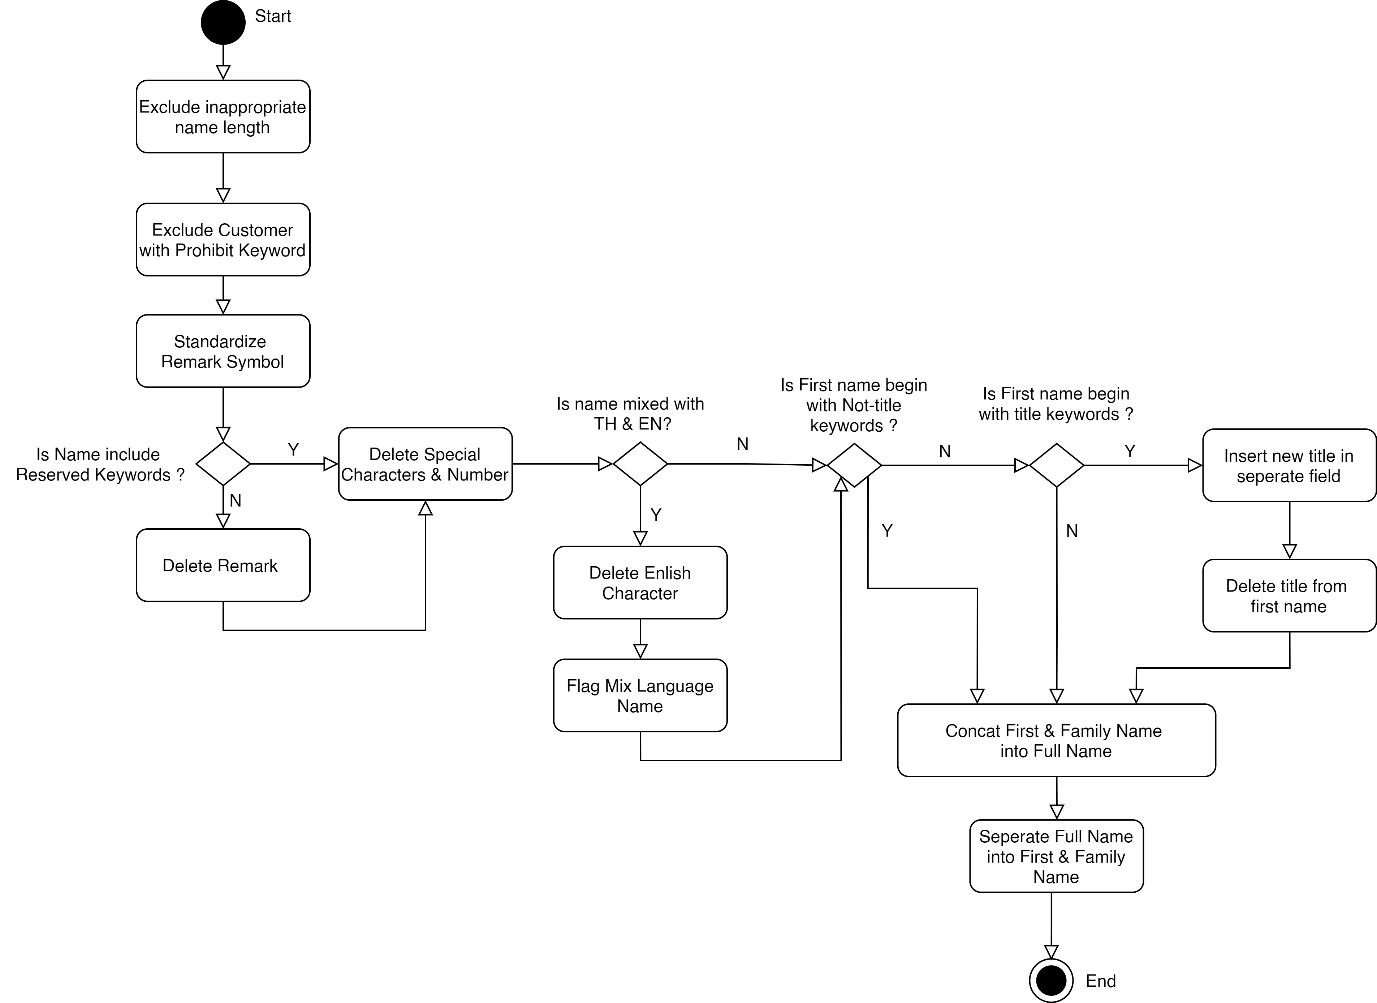 Start
Exclude inappropriate
name length
Exclude Customer
with Prohibit Keyword
Standardize
Remark Symbol
Is Name include
Reserved Keywords ?
Y
N
Delete Remark
Delete Special
Characters & Number
Is name mixed with
TH & EN?
N
Y
Delete Enlish
Character
Flag Mix Language
Name
Is First name begin
with Not-title
keywords ?
N
Y
Is First name begin
with title keywords ?
Y
N
Insert new title in
seperate field
Delete title from
first name
Concat First & Family Name
into Full Name
Seperate Full Name
into First & Family
Name
End